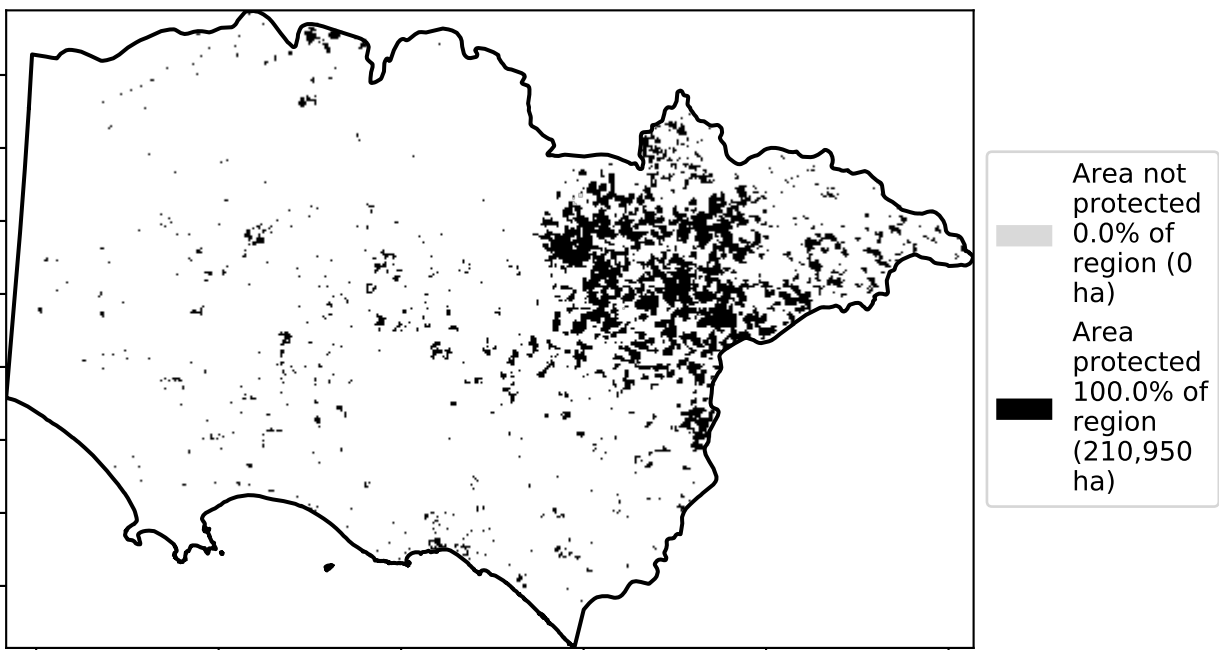 Area not
protected
0.0% of
region (0
ha)
Area
protected
100.0% of
region
(210,950
ha)